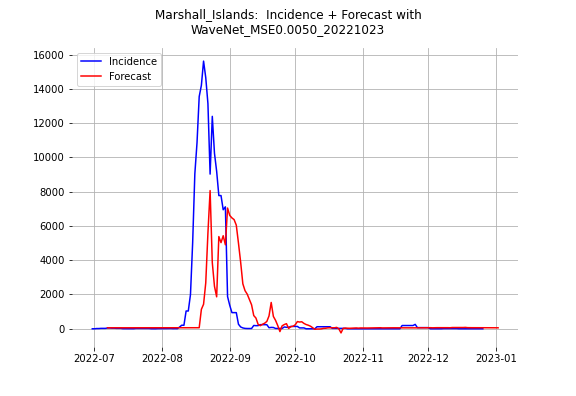 Marshall_Islands:  Incidence + Forecast with
WaveNet_MSE0.0050_20221023
Incidence
Forecast
16000
14000
12000
10000
8000
6000
4000
2000
0
2022-07 2022-08 2022-09 2022-10 2022-11 2022-12 2023-01